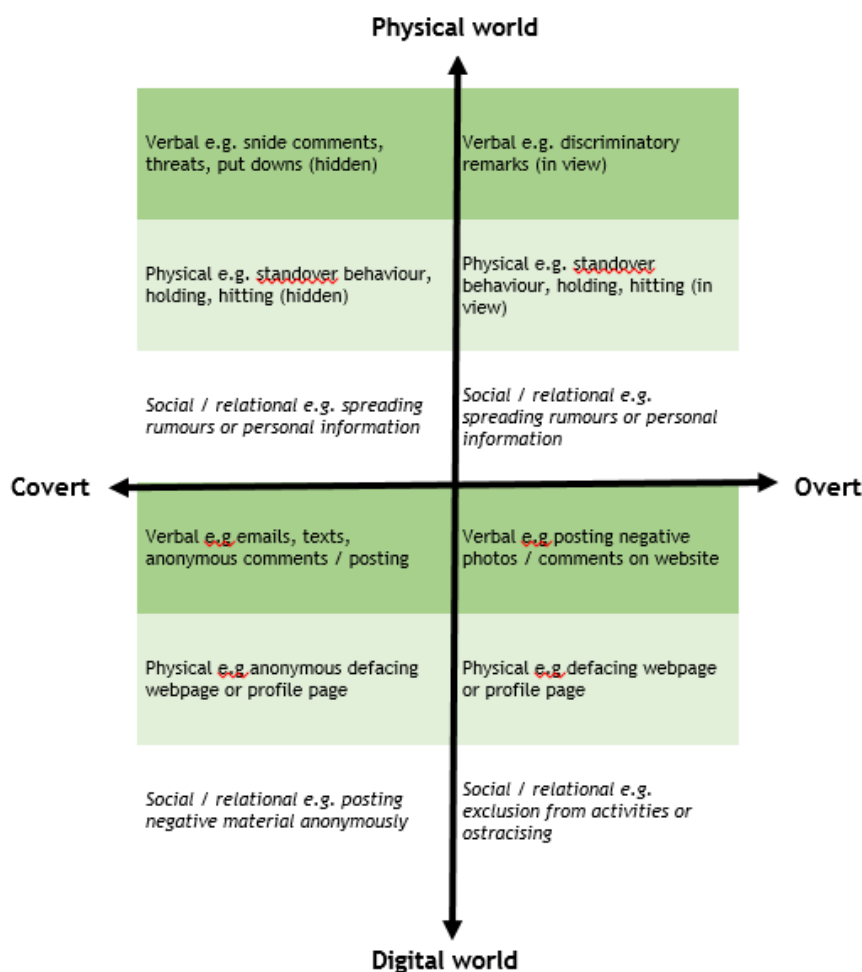 Physical world
Verbal e.g. snide comments,
threats, put downs (hidden)
Verbal e.g. discriminatory
remarks (in view)
Physical e.g. standover behaviour,
holding, hitting (hidden)
Physical e.g. standover
behaviour, holding, hitting (in
view)
Social / relational e.g. spreading
rumours or personal information
Social / relational e.g.
spreading rumours or personal
information
Covert
Overt
Verbal e.g emails, texts,
anonymous comments / posting
Verbal e.g posting negative
photos / comments on website
Physical e.g anonymous defacing
webpage or profile page
Physical e.g defacing webpage
or profile page
Social / relational e.g. posting
negative material anonymously
Social / relational e.g.
exclusion from activities or
ostracising
Digital world